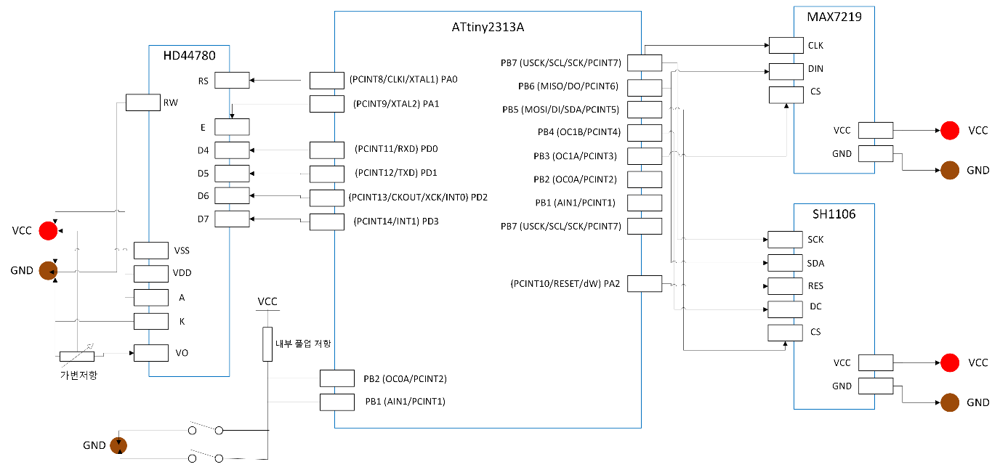 HD44780
RS
RW
E
D4
D5
D6
D7
VCC
GND
VSS
VDD
A
K
VO
가변저항
ATtiny2313A
(PCINT8/CLKI/XTAL1) PA0
(PCINT9/XTAL2) PA1
(PCINT11/RXD) PD0
(PCINT12/TXD) PD1
(PCINT13/CKOUT/XCK/INT0) PD2
(PCINT14/INT1) PD3
PB7 (USCK/SCL/SCK/PCINT7)
PB6 (MISO/DO/PCINT6)
PB5 (MOSI/DI/SDA/PCINT5)
PB4 (OC1B/PCINT4)
PB3 (OC1A/PCINT3)
PB2 (OC0A/PCINT2)
PB1 (AIN1/PCINT1)
PB7 (USCK/SCL/SCK/PCINT7)
(PCINT10/RESET/dW) PA2
VCC
내부 풀업 저항
PB2 (OC0A/PCINT2)
PB1 (AIN1/PCINT1)
GND
MAX7219
CLK
DIN
CS
VCC
GND
VCC
GND
SH1106
SCK
SDA
RES
DC
CS
VCC
GND
VCC
GND